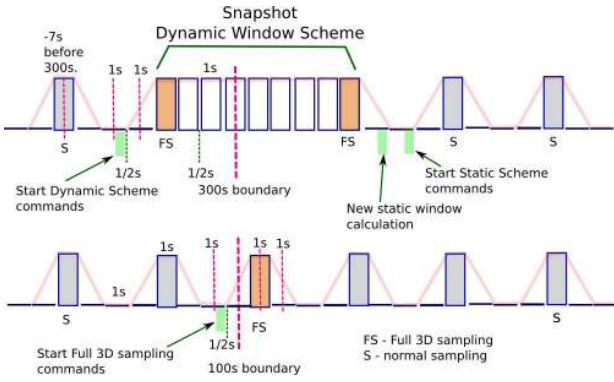 Snapshot
Dynamic Window Scheme
-7s
before
300s.
1s
1s
1s
S
FS
FS
S
S
1/2s
1/2s
Start Dynamic Scheme
commands
300s boundary
Start Static Scheme
commands
New static window
calculation
1s
1s
1s
1s
1s
S
FS
S
1/2s
Start Full 3D sampling
commands
100s boundary
FS - Full 3D sampling
S - normal sampling